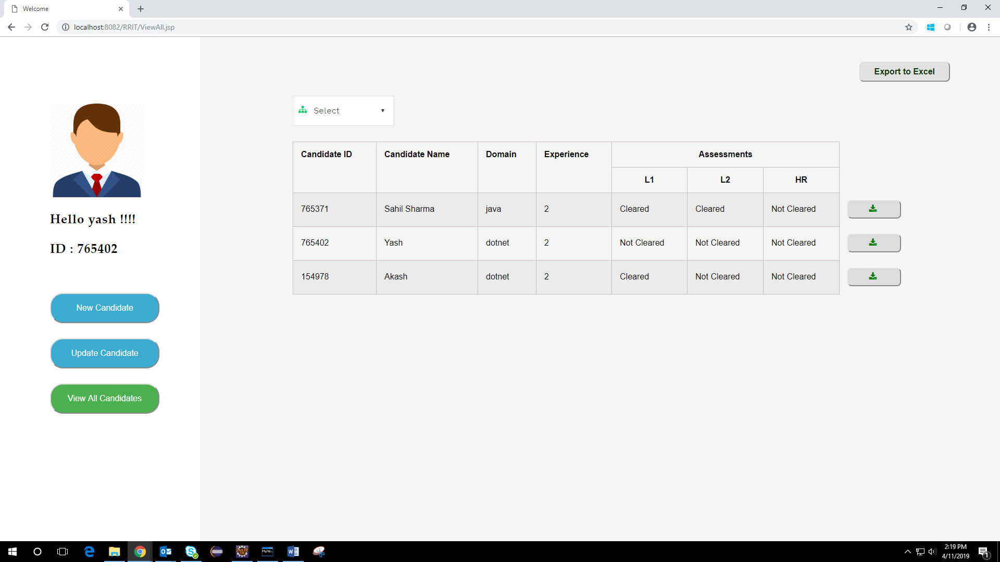 Welcome
localhost:8082/RRIT/ViewAll.jsp
Export to Excel
Select
Candidate ID Candidate Name Domain Experience Assessments
L1 L2 HR
765371 Sahil Sharma java 2 Cleared Cleared Not Cleared
765402 Yash dotnet 2 Not Cleared Not Cleared Not Cleared
154978 Akash dotnet 2 Cleared Not Cleared Not Cleared
Hello yash !!!!
ID : 765402
New Candidate
Update Candidate
View All Candidates
2:19 PM
4/11/2019
1